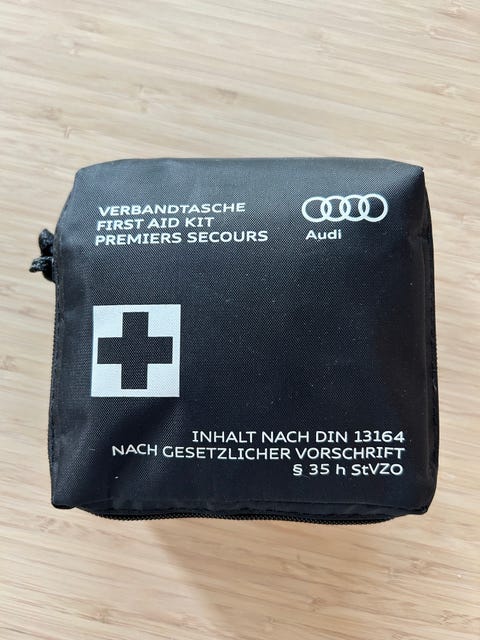 VERBANDTASCHE
FIRST AID KIT
PREMIERS SECOURS
Audi
INHALT NACH DIN 13164
NACH GESETZLICHER VORSCHRIFT
§ 35 h StVZO